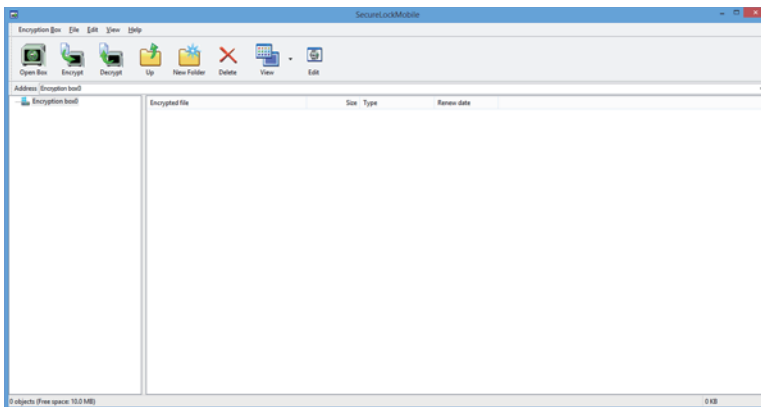 SecureLockMobile
Encryption Box File Edit View Help
Open Box Encrypt Decrypt Up New Folder Delete View Edit
Address Encryption box0
Encryption box0
Encrypted file Size Type Renew date
0 objects (Free space: 10.0 MB) 0 KB